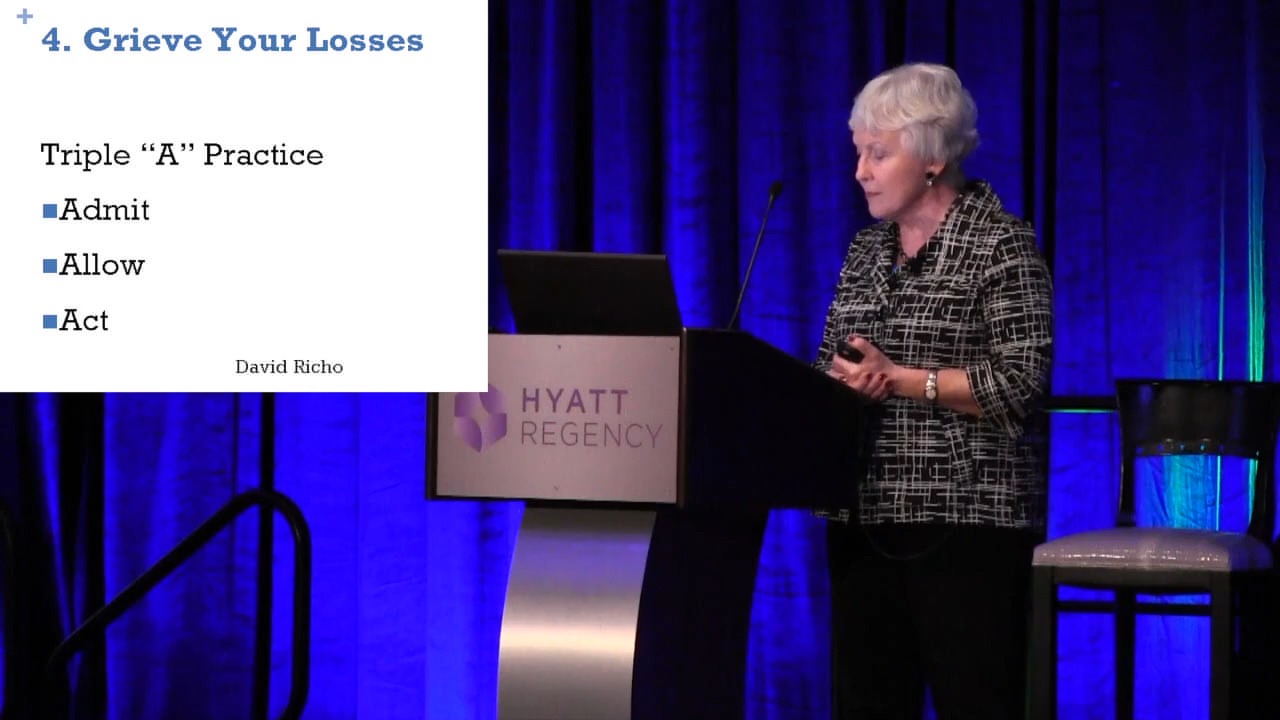 +
4. Grieve Your Losses
Triple “A” Practice
■Admit
■Allow
■Act
David Richo
HYATT
REGENCY